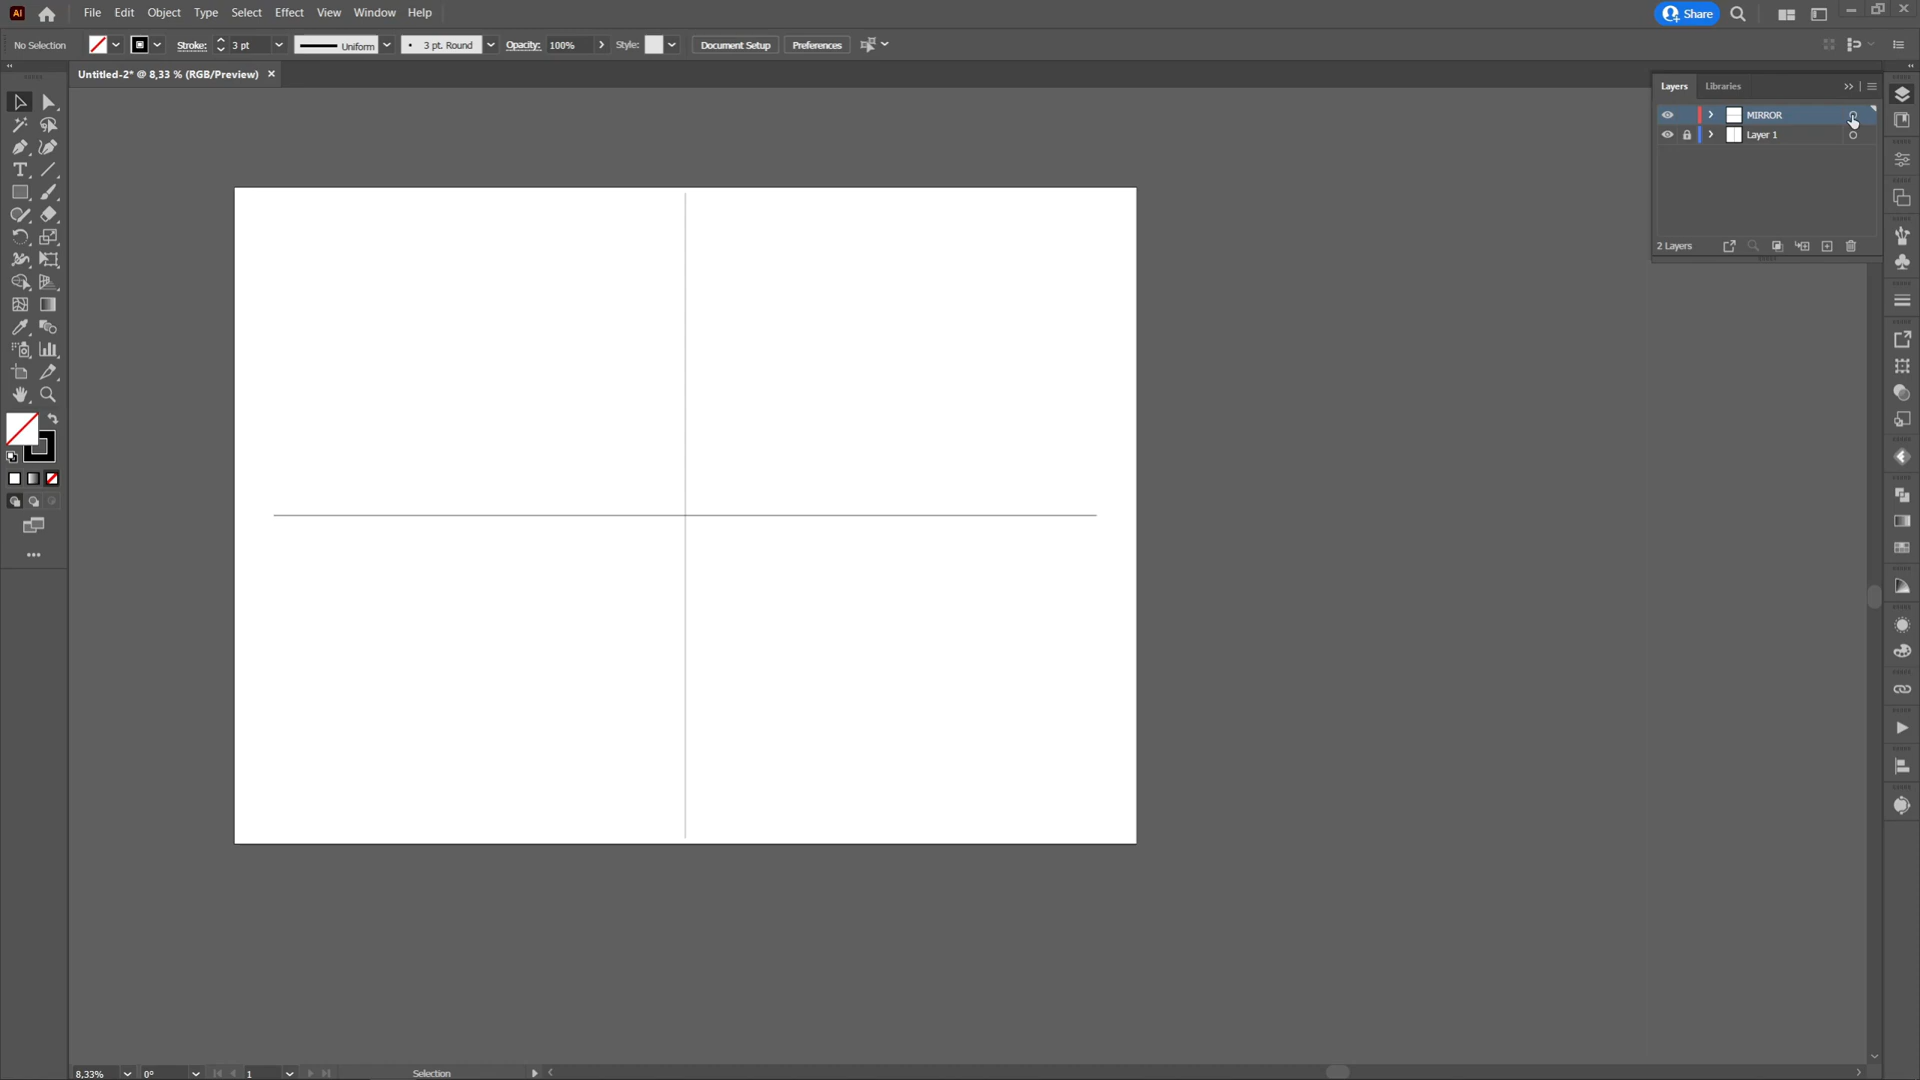 Ai File Edit Object Type Select Effect View Window Help Share
No Selection Stroke: 3 pt Uniform 3 pt. Round Opacity: 100% Style: Document Setup Preferences
Untitled-2* @ 8,33 % (RGB/Preview)
Layers Libraries
MIRROR
Layer 1
2 Layers
8,33% 0° 1 Selection